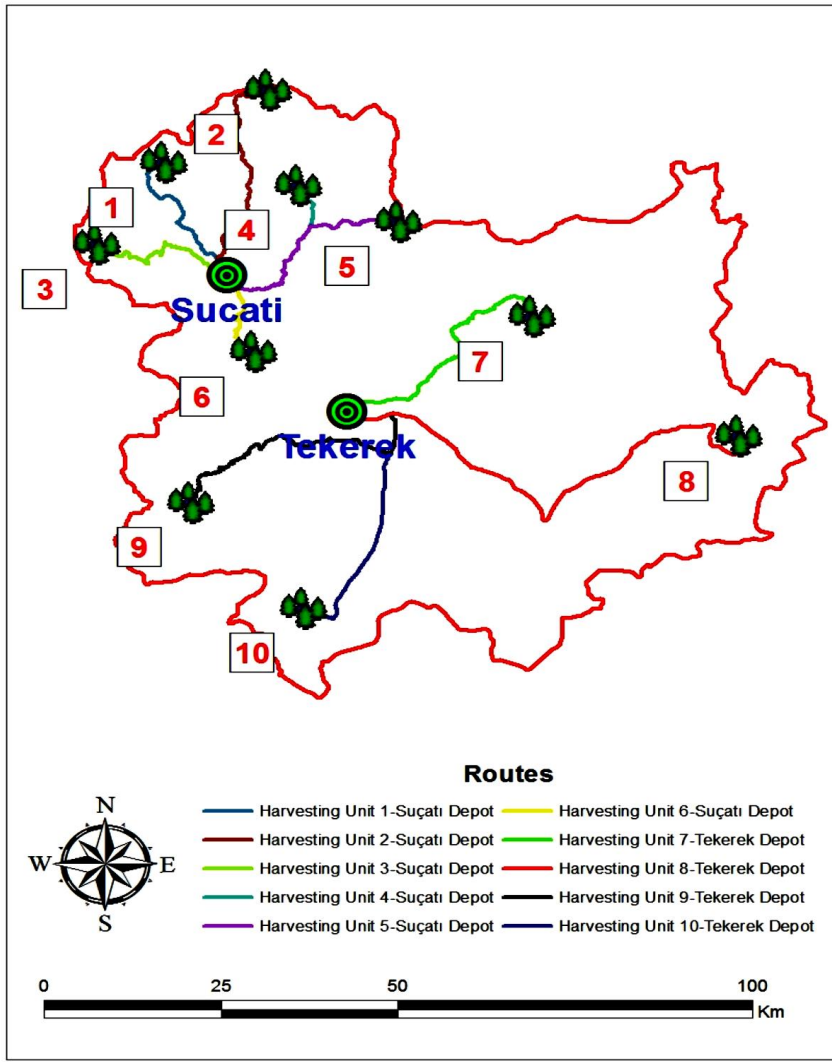 2
1
4
5
3
Sucati
7
6
Tekerek
8
9
10
Routes
Harvesting Unit 1-Suçatı Depot
Harvesting Unit 2-Suçatı Depot
Harvesting Unit 3-Suçatı Depot
Harvesting Unit 4-Suçatı Depot
Harvesting Unit 5-Suçatı Depot
Harvesting Unit 6-Suçatı Depot
Harvesting Unit 7-Tekerek Depot
Harvesting Unit 8-Tekerek Depot
Harvesting Unit 9-Tekerek Depot
Harvesting Unit 10-Tekerek Depot
N
W E
S
0 25 50 100
Km